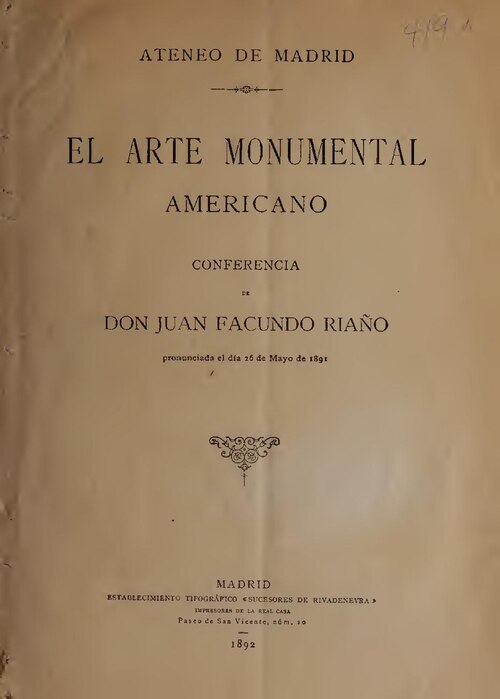 ATENEO DE MADRID
EL ARTE MONUMENTAL
AMERICANO
CONFERENCIA
DE
DON JUAN FACUNDO RIAÑO
pronunciada el día 26 de Mayo de 1891
MADRID
ESTABLECIMIENTO TIPOGRÁFICO «SUCESORES DE RIVADENEYRA»
IMPRESORES DE LA REAL CASA
Paseo de San Vicente, núm. 20
1892